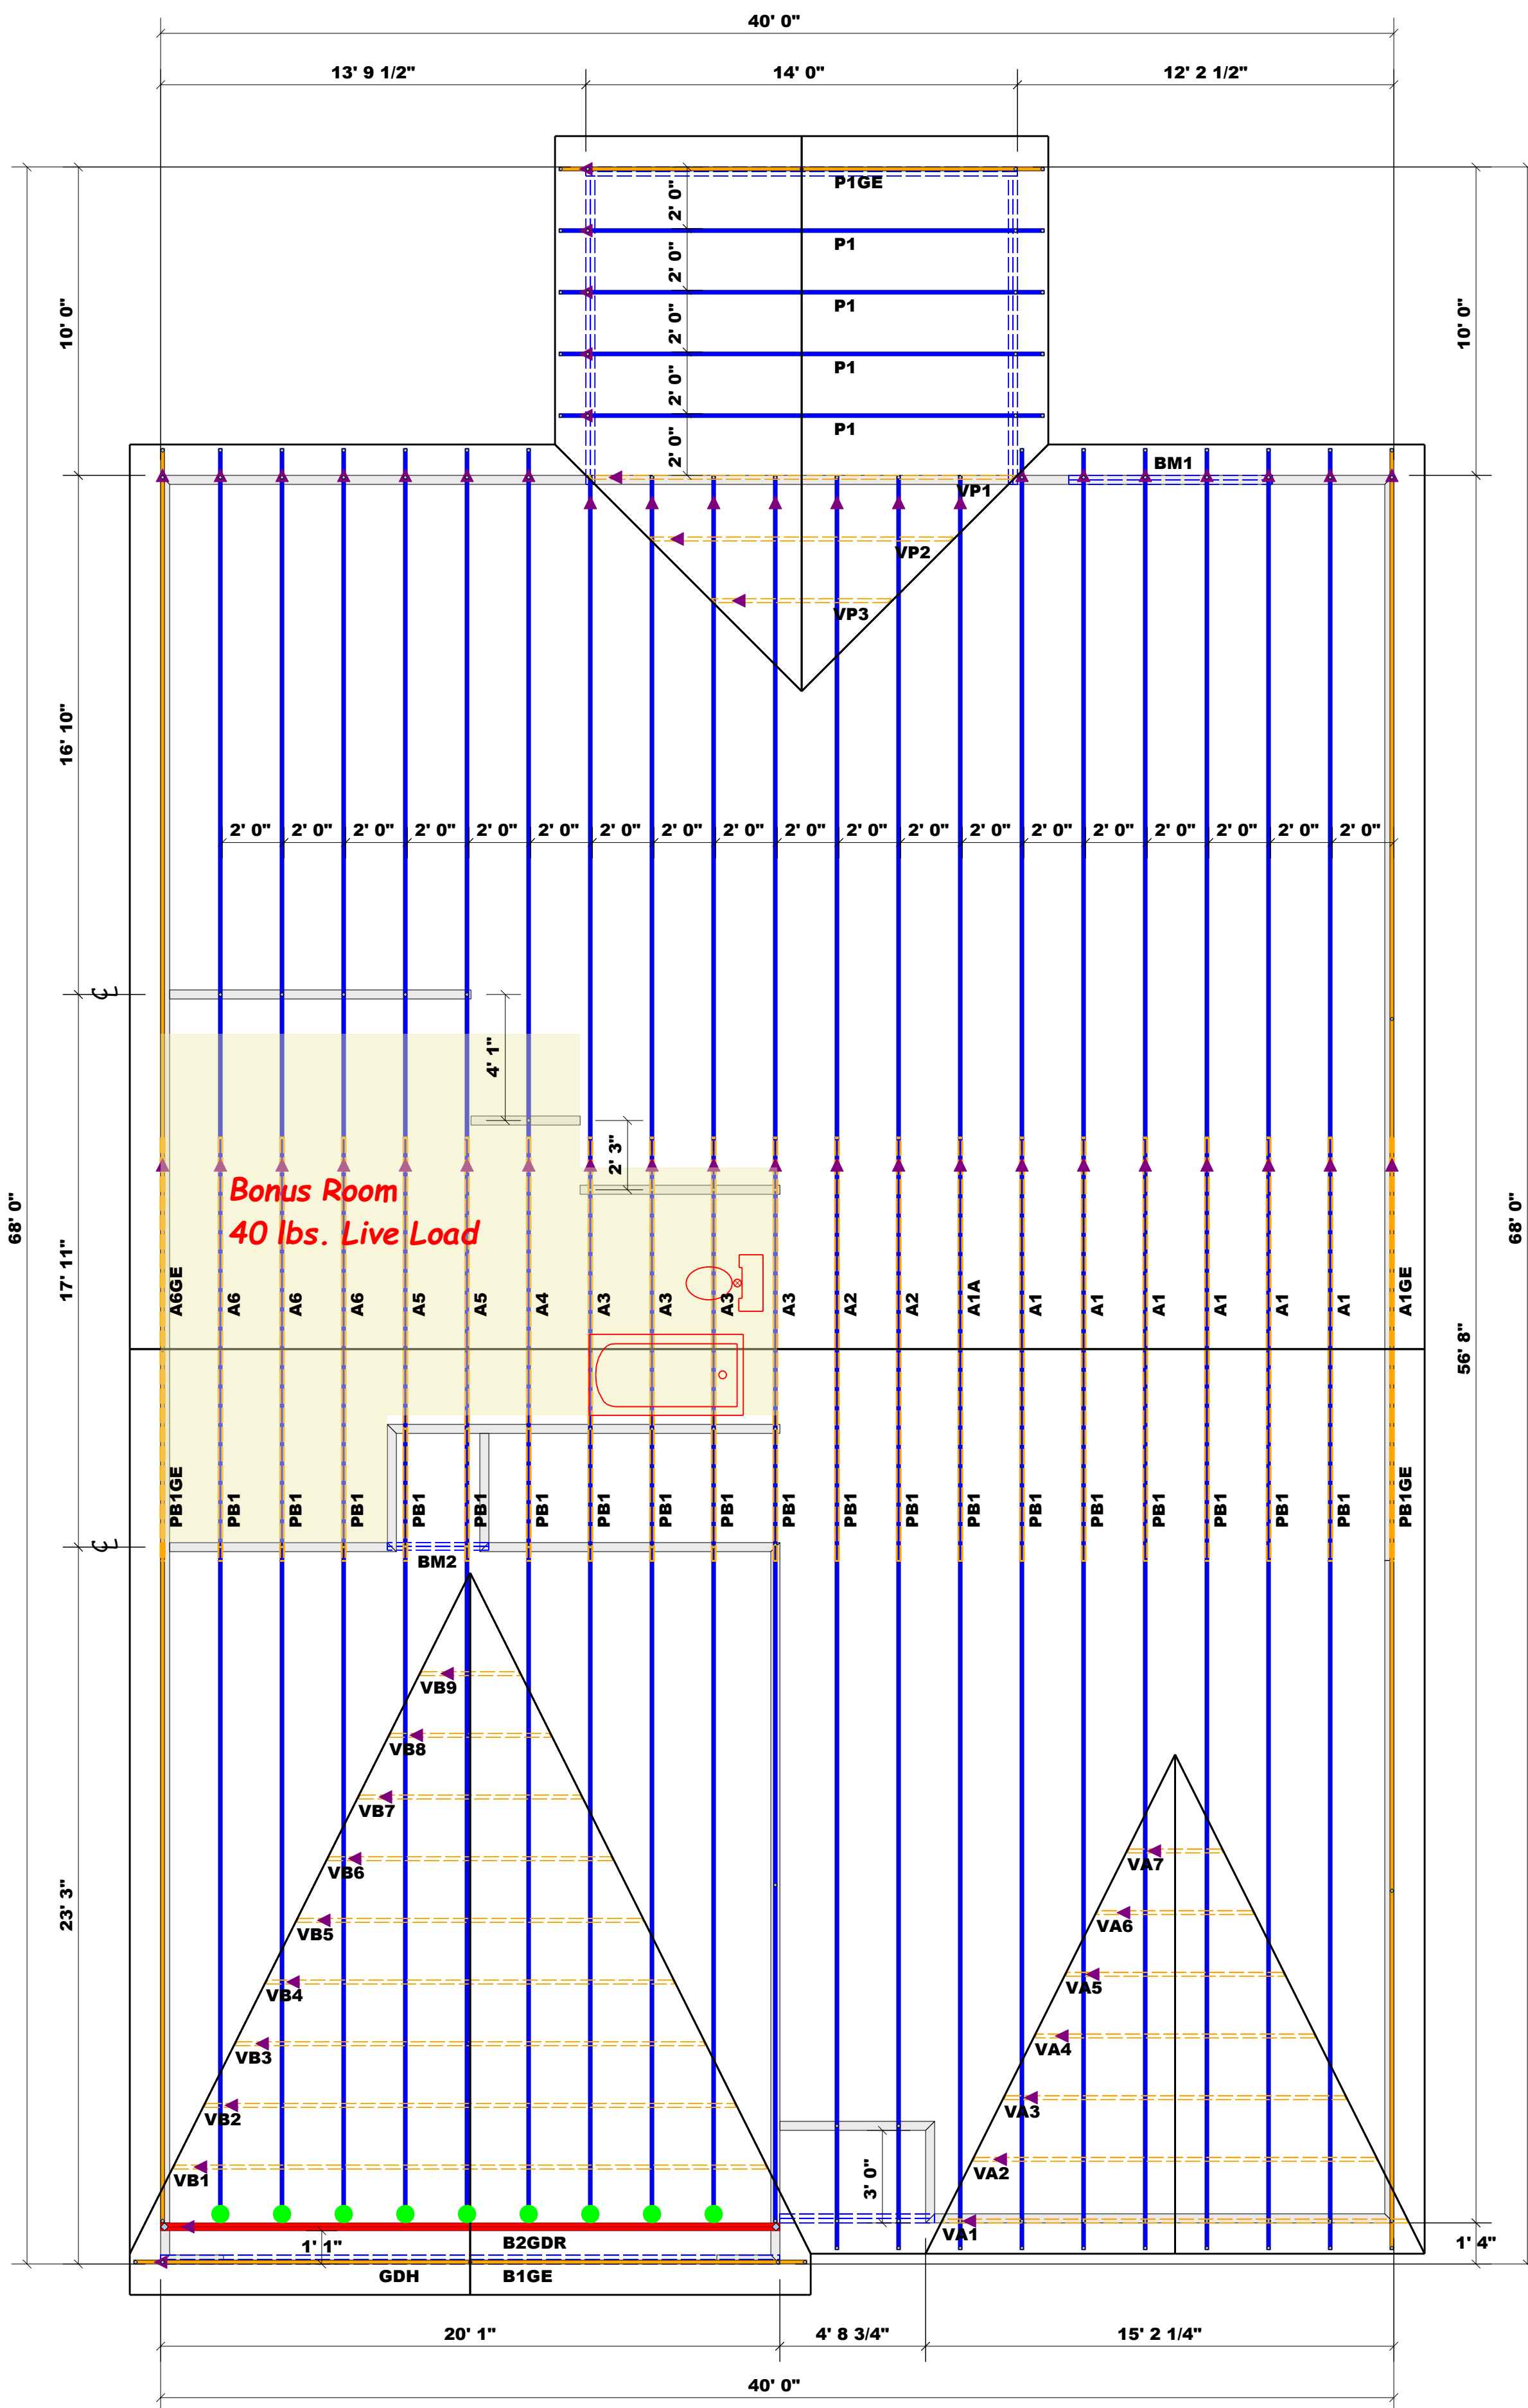 40' 0"
13' 9 1/2"
14' 0"
12' 2 1/2"
P1GE
2' 0"
P1
2' 0"
P1
2' 0"
P1
2' 0"
P1
2' 0"
10' 0"
10' 0"
BM1
VP1
VP2
VP3
16' 10"
2' 0" 2' 0" 2' 0" 2' 0" 2' 0" 2' 0" 2' 0" 2' 0" 2' 0" 2' 0" 2' 0" 2' 0" 2' 0" 2' 0" 2' 0" 2' 0" 2' 0" 2' 0" 2' 0"
CL
4' 1"
2' 3"
Bonus Room
40 lbs. Live Load
68' 0"
68' 0"
17' 11"
56' 8"
A6GE A6 A6 A6 A5 A5 A4 A3 A3 A3 A3 A2 A2 A1A A1 A1 A1 A1 A1 A1 A1GE
PB1GE PB1 PB1 PB1 PB1 PB1 PB1 PB1 PB1 PB1 PB1 PB1 PB1 PB1 PB1 PB1 PB1 PB1 PB1 PB1 PB1GE
CL
BM2
23' 3"
VB9
VB8
VB7
VB6
VB5
VB4
VB3
VB2
VB1
VA7
VA6
VA5
VA4
VA3
VA2
VA1
3' 0"
1' 1"
B2GDR
1' 4"
GDH
B1GE
20' 1"
4' 8 3/4"
15' 2 1/4"
40' 0"